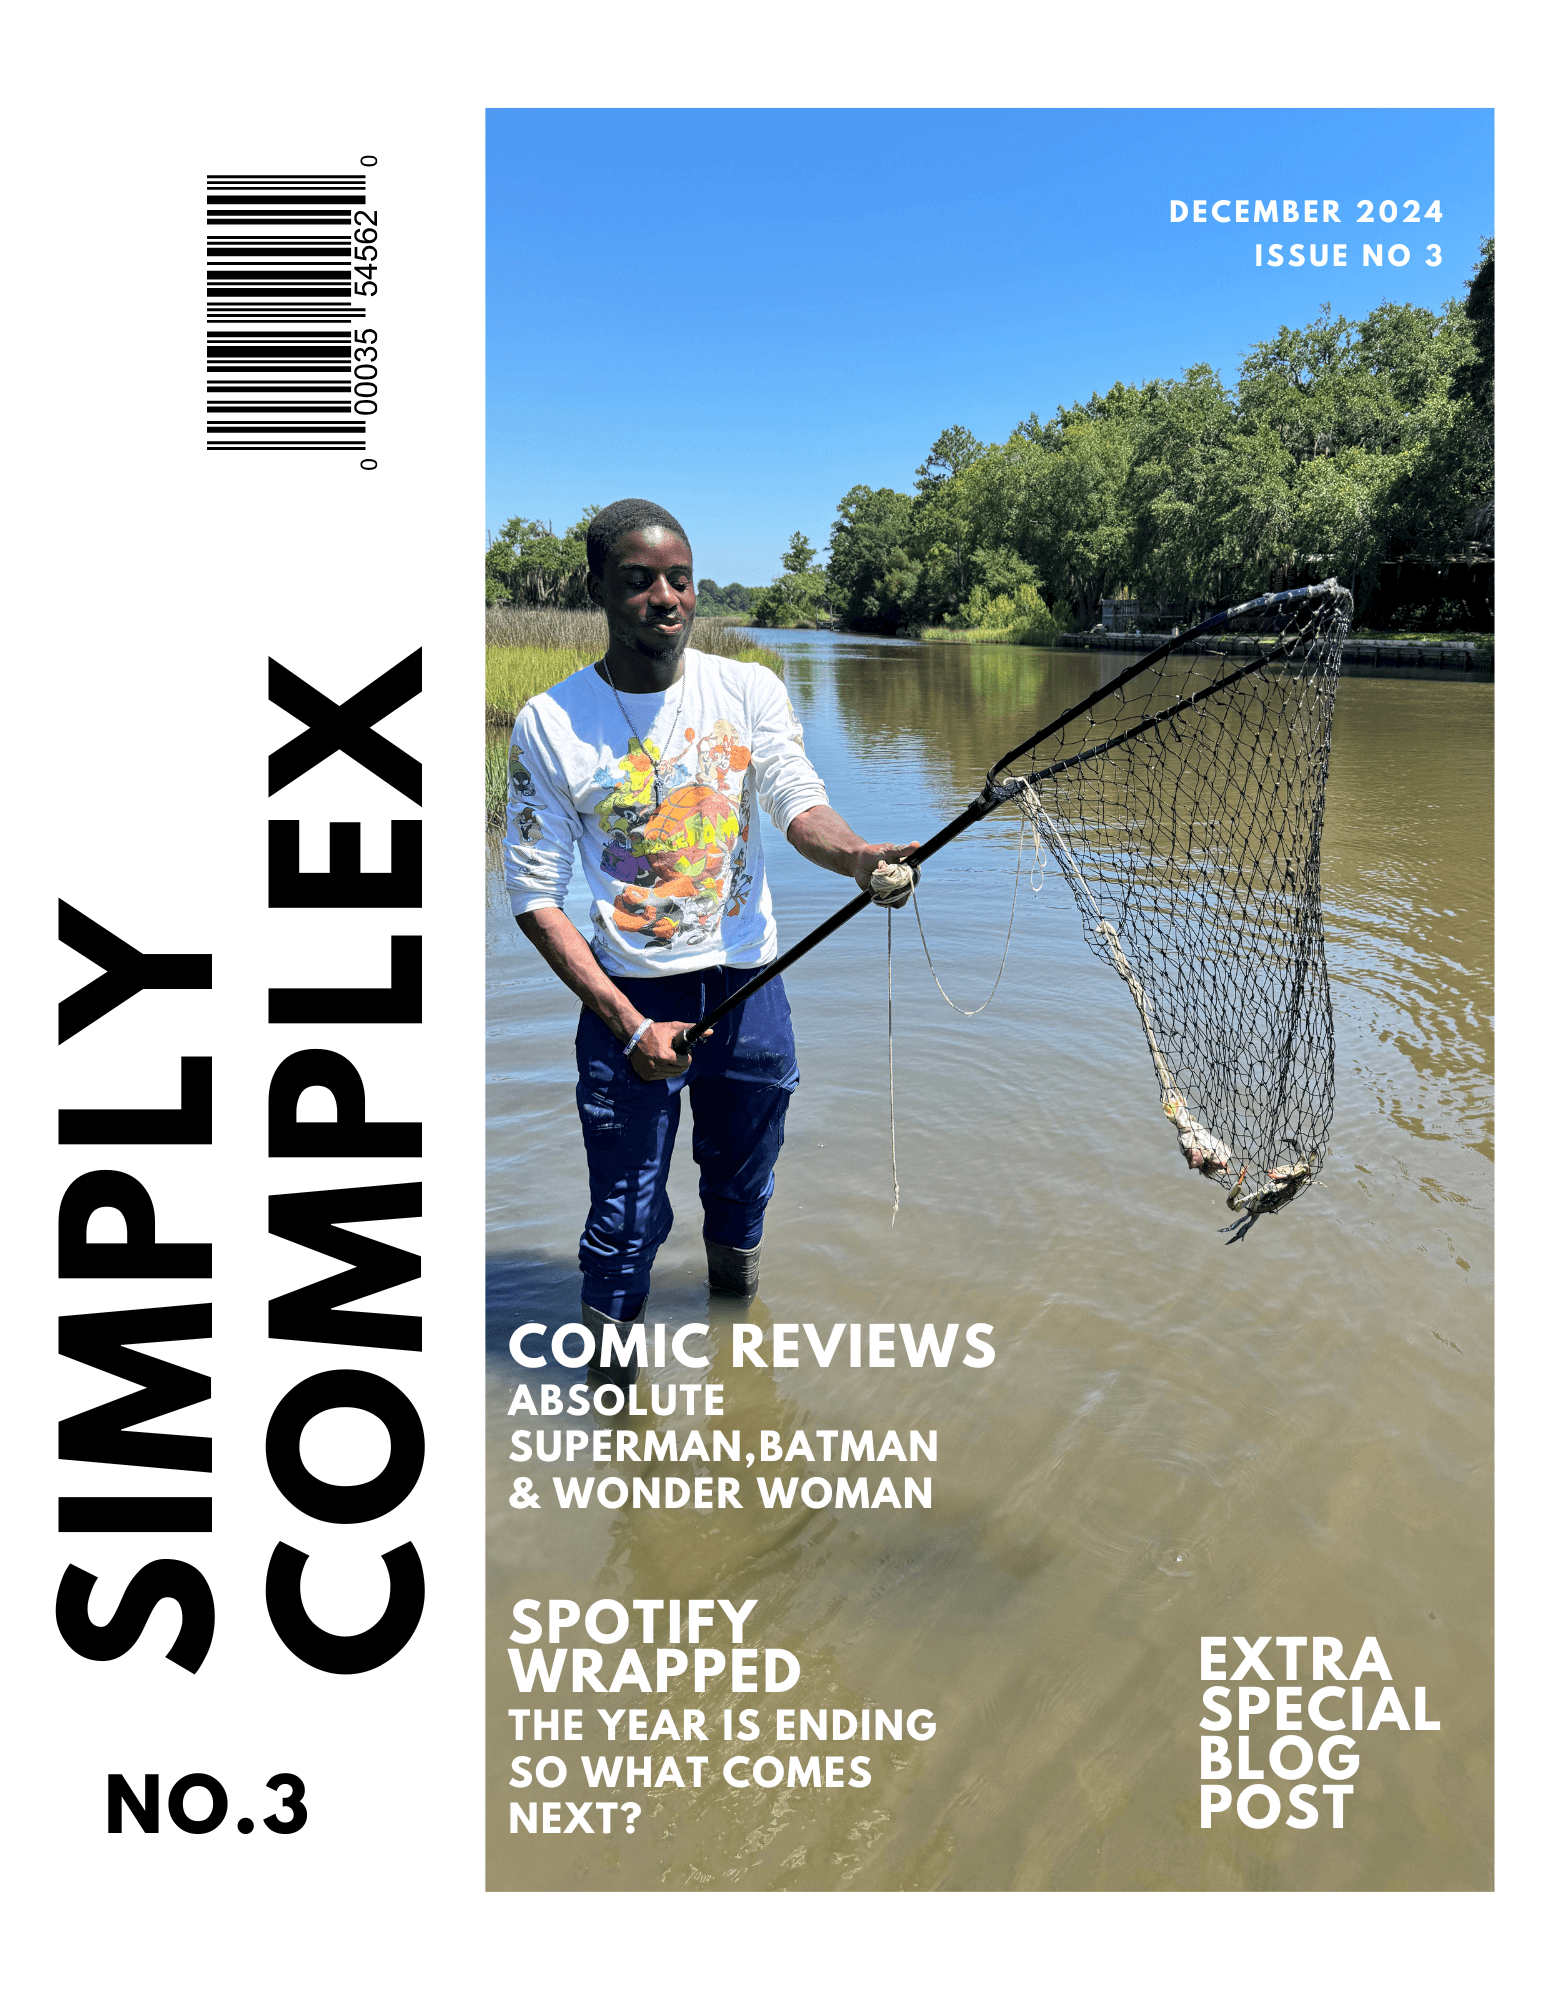 SIMPLY
COMPLEX
NO.3
0 00035 54562 0
DECEMBER 2024
ISSUE NO 3
COMIC REVIEWS
ABSOLUTE
SUPERMAN,BATMAN
& WONDER WOMAN
SPOTIFY
WRAPPED
THE YEAR IS ENDING
SO WHAT COMES
NEXT?
EXTRA
SPECIAL
BLOG
POST